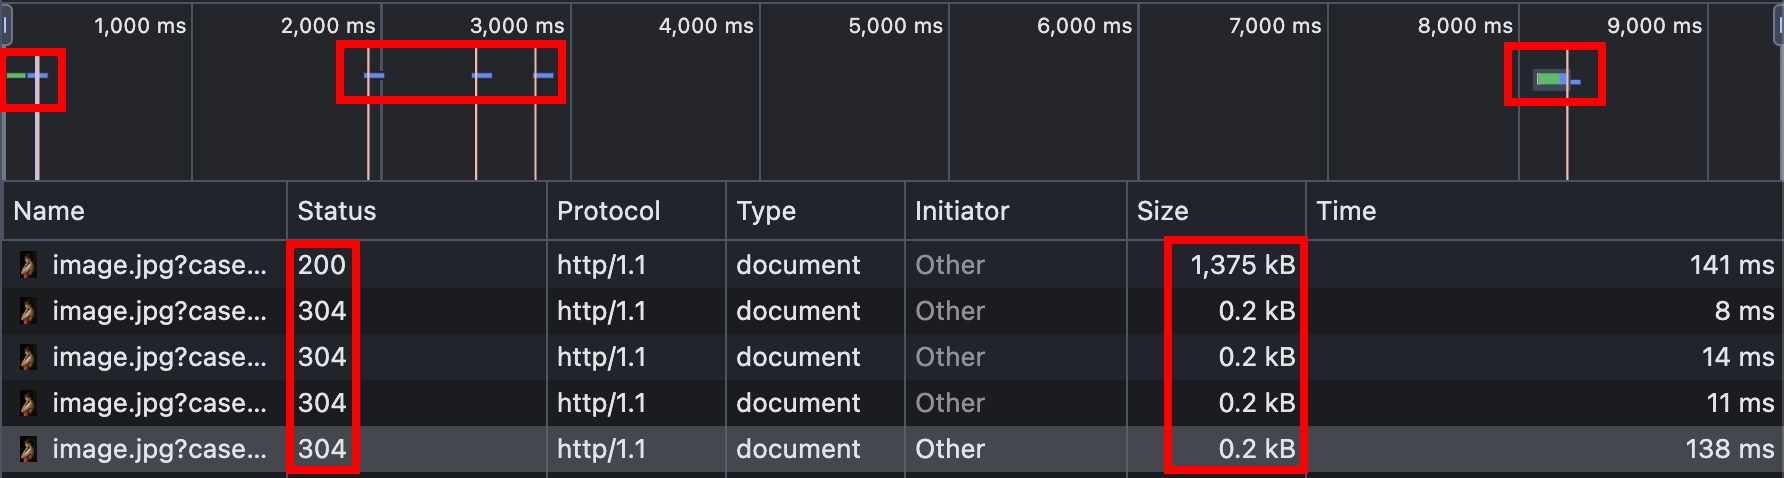 1,000 ms 2,000 ms 3,000 ms 4,000 ms 5,000 ms 6,000 ms 7,000 ms 8,000 ms 9,000 ms
Name Status Protocol Type Initiator Size Time
image.jpg?case... 200 http/1.1 document Other 1,375 kB 141 ms
image.jpg?case... 304 http/1.1 document Other 0.2 kB 8 ms
image.jpg?case... 304 http/1.1 document Other 0.2 kB 14 ms
image.jpg?case... 304 http/1.1 document Other 0.2 kB 11 ms
image.jpg?case... 304 http/1.1 document Other 0.2 kB 138 ms